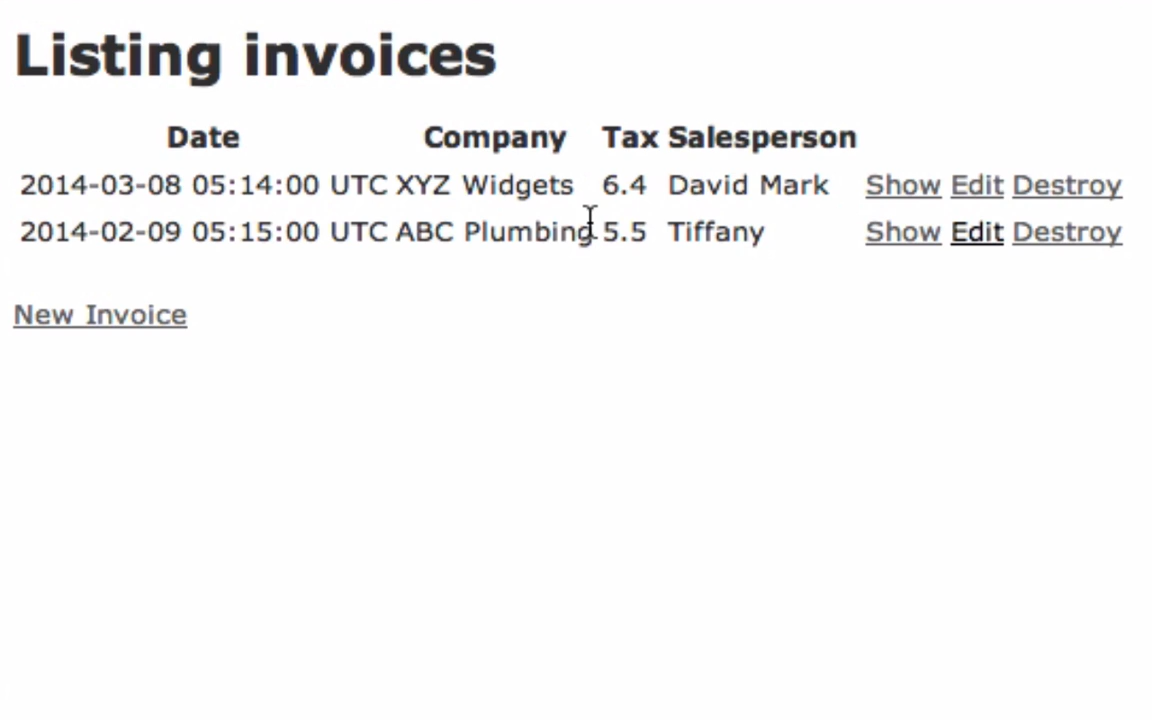 Listing invoices
Date Company Tax Salesperson
2014-03-08 05:14:00 UTC XYZ Widgets 6.4 David Mark Show Edit Destroy
2014-02-09 05:15:00 UTC ABC Plumbing 5.5 Tiffany Show Edit Destroy
New Invoice